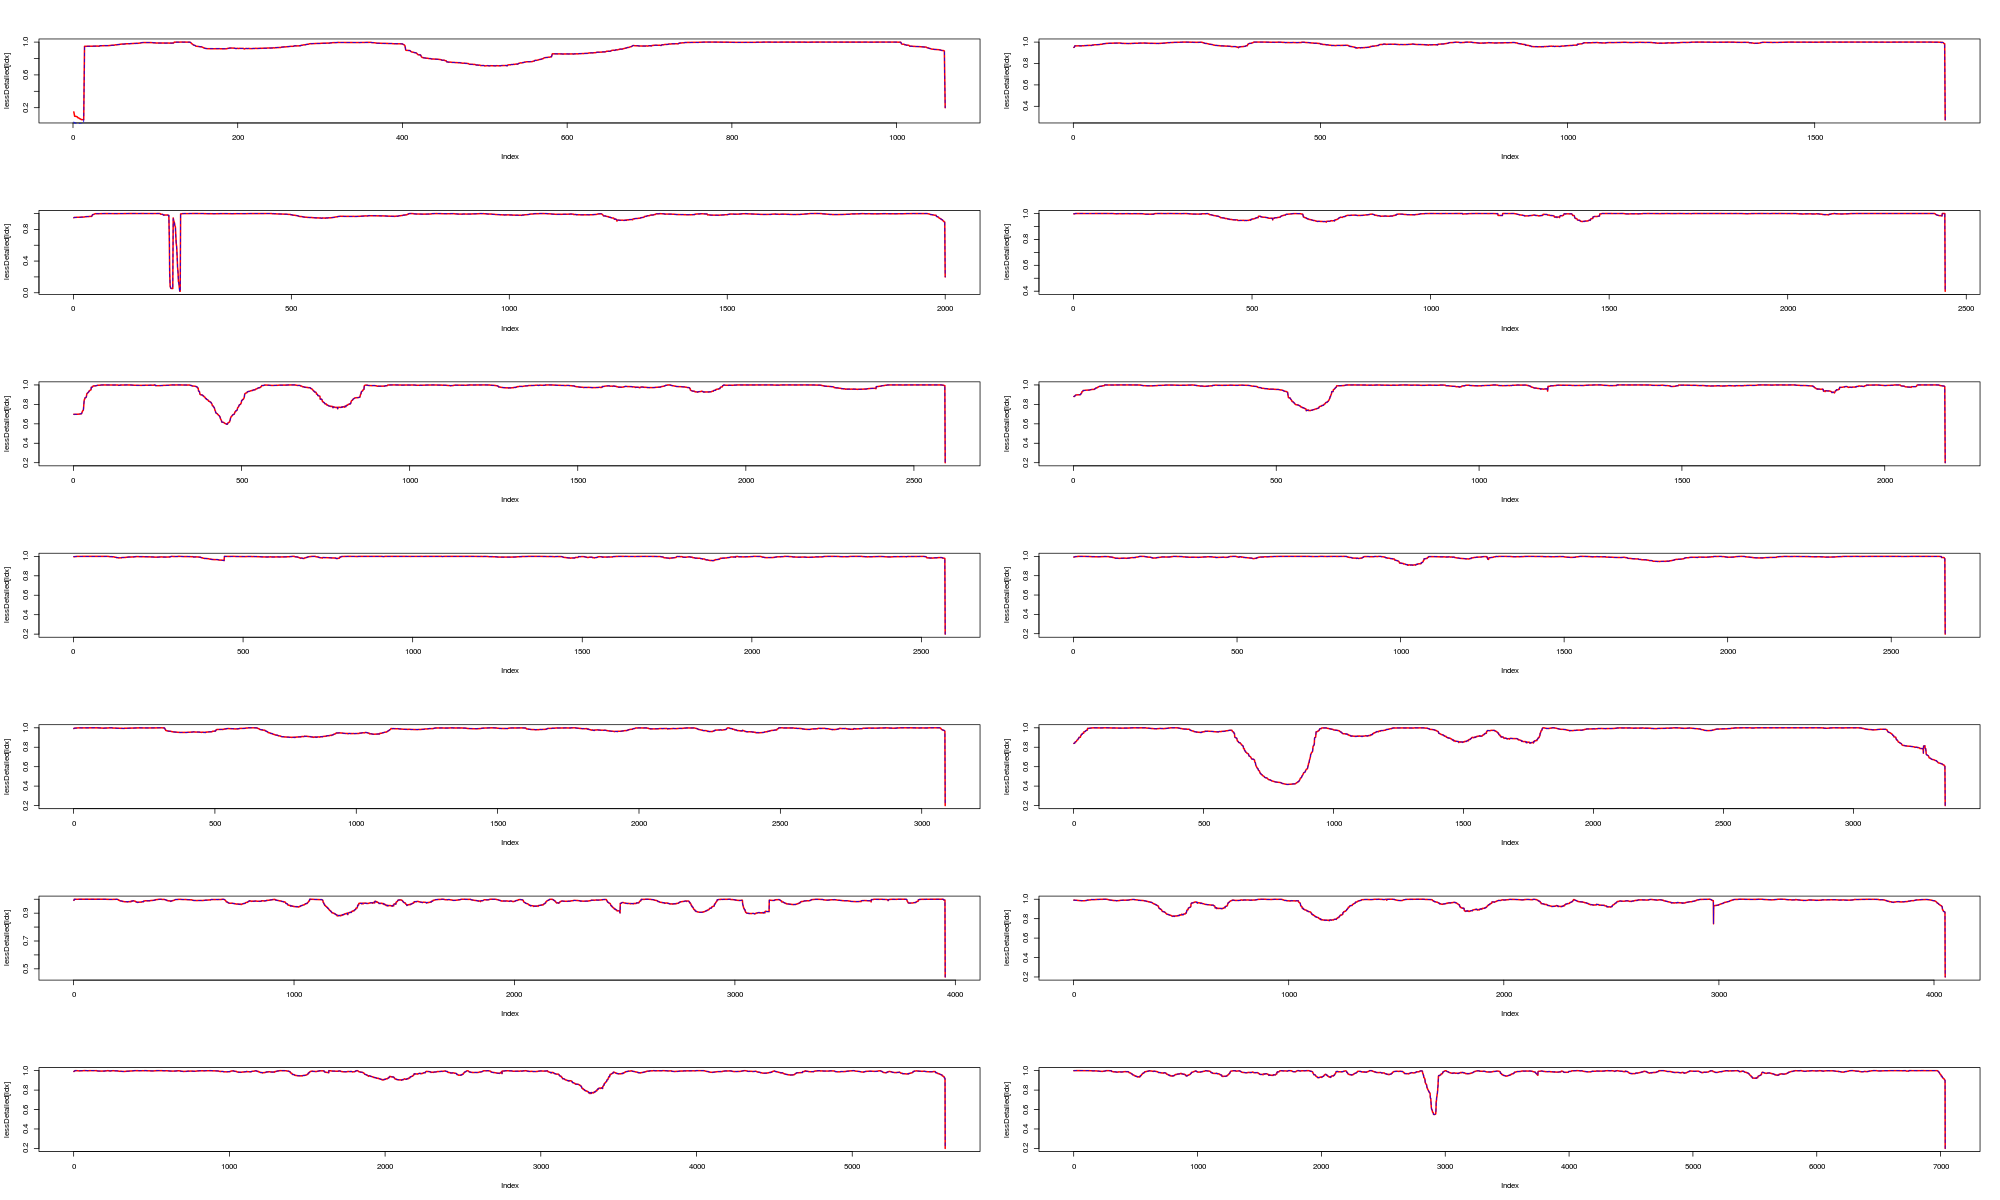 lessDetailed[idx]
0.2 0.6 1.0
0 200 400 600 800 1000
Index
lessDetailed[idx]
0.4 0.6 0.8 1.0
0 500 1000 1500
Index
lessDetailed[idx]
0.0 0.4 0.8
0 500 1000 1500 2000
Index
lessDetailed[idx]
0.4 0.6 0.8 1.0
0 500 1000 1500 2000 2500
Index
lessDetailed[idx]
0.2 0.4 0.6 0.8 1.0
0 500 1000 1500 2000 2500
Index
lessDetailed[idx]
0.2 0.4 0.6 0.8 1.0
0 500 1000 1500 2000
Index
lessDetailed[idx]
0.2 0.4 0.6 0.8 1.0
0 500 1000 1500 2000 2500
Index
lessDetailed[idx]
0.2 0.4 0.6 0.8 1.0
0 500 1000 1500 2000 2500
Index
lessDetailed[idx]
0.2 0.4 0.6 0.8 1.0
0 500 1000 1500 2000 2500 3000
Index
lessDetailed[idx]
0.2 0.4 0.6 0.8 1.0
0 500 1000 1500 2000 2500 3000
Index
lessDetailed[idx]
0.5 0.7 0.9
0 1000 2000 3000 4000
Index
lessDetailed[idx]
0.2 0.4 0.6 0.8 1.0
0 1000 2000 3000 4000
Index
lessDetailed[idx]
0.2 0.4 0.6 0.8 1.0
0 1000 2000 3000 4000 5000
Index
lessDetailed[idx]
0.2 0.4 0.6 0.8 1.0
0 1000 2000 3000 4000 5000 6000 7000
Index